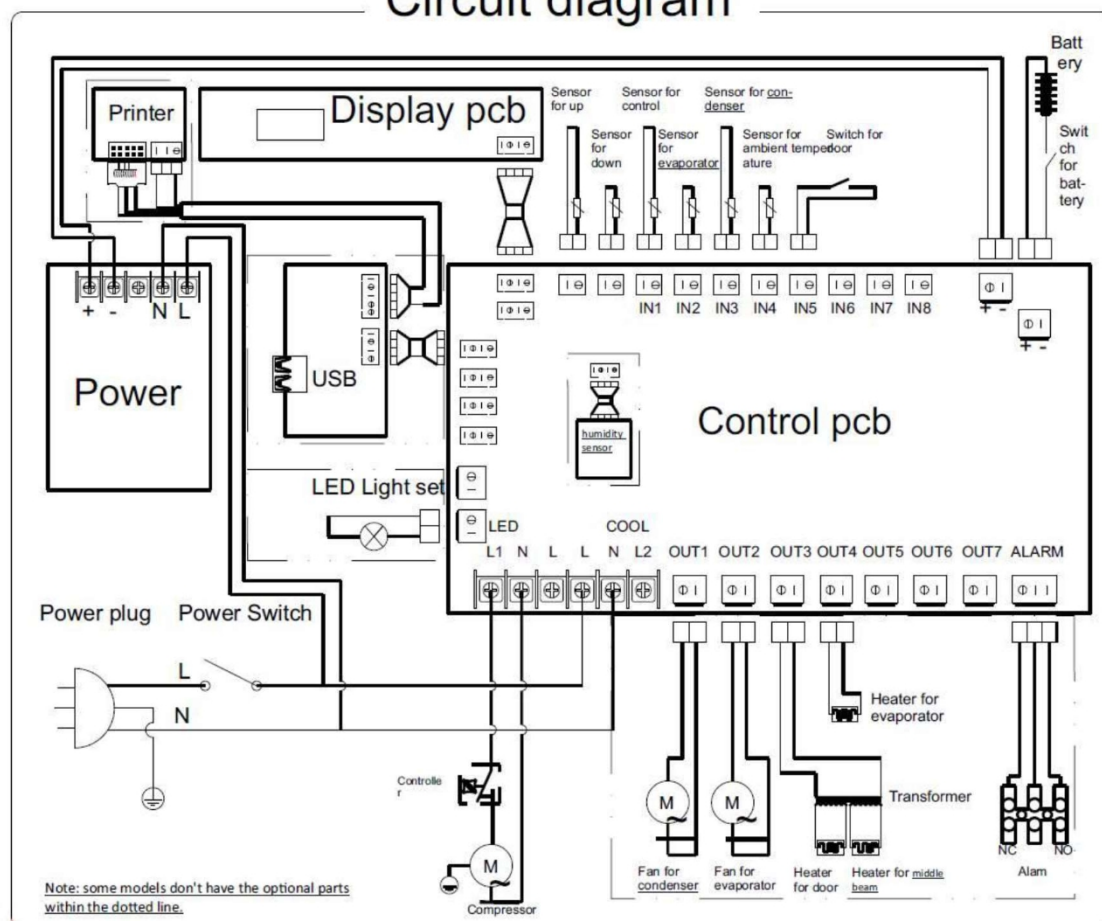 Circuit diagram
Batt
ery
Printer
Display pcb
Sensor
for up
Sensor for
control
Sensor for con-
denser
Sensor
for
down
Sensor
for
evaporator
Sensor for
ambient temper
ature
Switch for
door
Swit
ch
for
bat-
tery
+ - N L
Power
USB
IN1 IN2 IN3 IN4 IN5 IN6 IN7 IN8
+ -
+ -
humidity
sensor
Control pcb
LED Light set
LED COOL
L1 N L L N L2 OUT1 OUT2 OUT3 OUT4 OUT5 OUT6 OUT7 ALARM
Power plug Power Switch
L
N
Heater for
evaporator
Controlle
r
M
M
M
Transformer
NC NO
Fan for
condenser
Fan for
evaporator
Heater
for door
Heater for middle
beam
Alam
Compressor
Note: some models don't have the optional parts
within the dotted line.